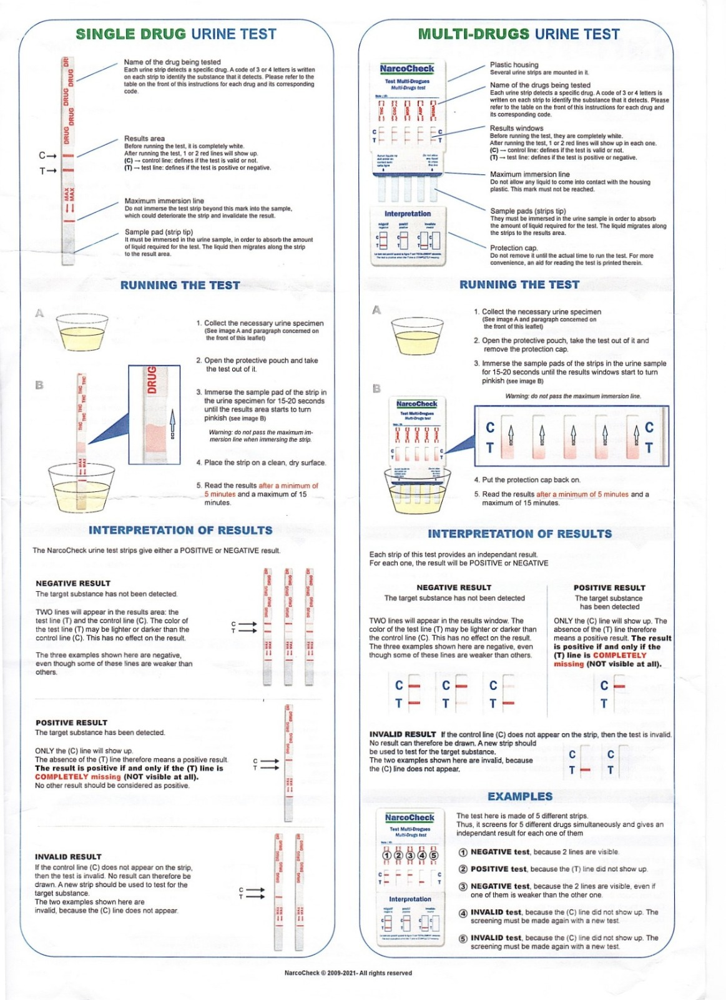 SINGLE DRUG URINE TEST
DRUG
DRUG
DRUG
DRUG
C
T
MAX
MAX
Name of the drug being tested
Each urine strip detects a specific drug. A code of 3 or 4 letters is written
on each strip to identify the substance that it detects. Please refer to the
table on the front of this instructions for each drug and its corresponding
code.
Results area
Before running the test, it is completely white.
After running the test, 1 or 2 red lines will show up.
(C) → control line: defines if the test is valid or not.
(T) → test line: defines if the test is positive or negative.
Maximum immersion line
Do not immerse the test strip beyond this mark into the sample,
which could deteriorate the strip and invalidate the result.
Sample pad (strip tip)
It must be immersed in the urine sample, in order to absorb the amount
of liquid required for the test. The liquid then migrates along the strip
to the result area.
RUNNING THE TEST
A
1. Collect the necessary urine specimen
(See image A and paragraph concerned on
the front of this leaflet)
2. Open the protective pouch and take
the test out of it.
B
THC THC THC THC
DRUG
MAX
MAX
3. Immerse the sample pad of the strip in
the urine specimen for 15-20 seconds
until the results area starts to turn
pinkish (see image B)
Warning: do not pass the maximum im-
mersion line when immersing the strip.
4. Place the strip on a clean, dry surface.
5. Read the results after a minimum of
5 minutes and a maximum of 15
minutes.
INTERPRETATION OF RESULTS
The NarcoCheck urine test strips give either a POSITIVE or NEGATIVE result.
NEGATIVE RESULT
The target substance has not been detected.
TWO lines will appear in the results area: the
test line (T) and the control line (C). The color of
the test line (T) may be lighter or darker than the
control line (C). This has no effect on the result.
The three examples shown here are negative,
even though some of these lines are weaker than
others.
C
T
POSITIVE RESULT
The target substance has been detected.
ONLY the (C) line will show up.
The absence of the (T) line therefore means a positive result.
The result is positive if and only if the (T) line is
COMPLETELY missing (NOT visible at all).
No other result should be considered as positive.
C
T
INVALID RESULT
If the control line (C) does not appear on the strip,
then the test is invalid. No result can therefore be
drawn. A new strip should be used to test for the
target substance.
The two examples shown here are
invalid, because the (C) line does not appear.
C
T
MULTI-DRUGS URINE TEST
NarcoCheck
Test Multi-Drogues
Multi-Drugs test
THC COC MOR AMP MDMA
C C
T T
Interpretation
négatif positif invalide
C
T
Plastic housing
Several urine strips are mounted in it.
Name of the drugs being tested
Each urine strip detects a specific drug. A code of 3 or 4 letters is
written on each strip to identify the substance that it detects. Please
refer to the table on the front of this instructions for each drug and
its corresponding code.
Results windows
Before running the test, they are completely white.
After running the test, 1 or 2 red lines will show up in each one.
(C) → control line: defines if the test is valid or not.
(T) → test line: defines if the test is positive or negative.
Maximum immersion line
Do not allow any liquid to come into contact with the housing
plastic. This mark must not be reached.
Sample pads (strips tip)
They must be immersed in the urine sample in order to absorb
the amount of liquid required for the test. The liquid migrates along
the strips to the results area.
Protection cap.
Do not remove it until the actual time to run the test. For more
convenience, an aid for reading the test is printed therein.
RUNNING THE TEST
A
1. Collect the necessary urine specimen
(See image A and paragraph concerned on
the front of this leaflet)
2. Open the protective pouch, take the test out of it and
remove the protection cap.
3. Immerse the sample pads of the strips in the urine sample
for 15-20 seconds until the results windows start to turn
pinkish (see image B)
B
Warning: do not pass the maximum immersion line.
NarcoCheck
Test Multi-Drogues
Multi-Drugs test
C C
T T
4. Put the protection cap back on.
5. Read the results after a minimum of 5 minutes and a
maximum of 15 minutes.
INTERPRETATION OF RESULTS
Each strip of this test provides an independant result.
For each one, the result will be POSITIVE or NEGATIVE
NEGATIVE RESULT
The target substance has not been detected
TWO lines will appear in the results window. The
color of the test line (T) may be lighter or darker than
the control line (C). This has no effect on the result.
The three examples shown here are negative, even
though some of these lines are weaker than others.
C C C
T T T
POSITIVE RESULT
The target substance
has been detected
ONLY the (C) line will show up. The
absence of the (T) line therefore
means a positive result. The result
is positive if and only if the
(T) line is COMPLETELY
missing (NOT visible at all).
C
T
INVALID RESULT If the control line (C) does not appear on the strip, then the test is invalid.
No result can therefore be drawn. A new strip should
be used to test for the target substance.
The two examples shown here are invalid, because
the (C) line does not appear.
C C
T T
EXAMPLES
NarcoCheck
Test Multi-Drogues
Multi-Drugs test
1 2 3 4 5
C C
T T
Interpretation
négatif positif invalide
C
T
The test here is made of 5 different strips.
Thus, it screens for 5 different drugs simultaneously and gives an
independant result for each one of them
① NEGATIVE test, because 2 lines are visible.
② POSITIVE test, because the (T) line did not show up.
③ NEGATIVE test, because the 2 lines are visible, even if
one of them is weaker than the other one.
④ INVALID test, because the (C) line did not show up. The
screening must be made again with a new test
⑤ INVALID test, because the (C) line did not show up. The
screening must be made again with a new test.
NarcoCheck © 2009-2021- All rights reserved